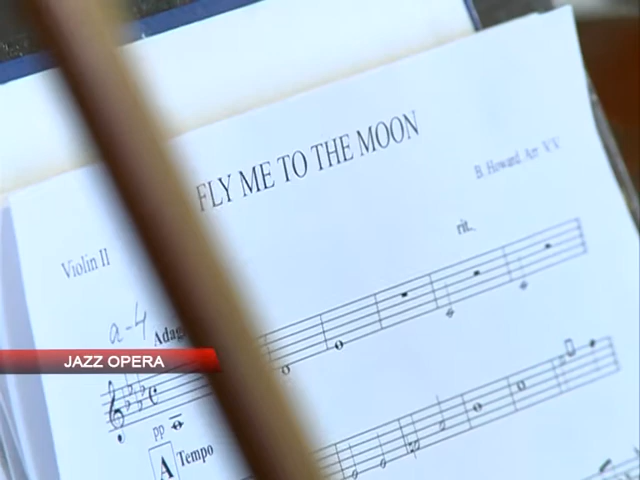 FLY ME TO THE MOON
B. Howard Arr. V.V.
Violin II
rit.
a-4
Adag
JAZZ OPERA
pp
A Tempo